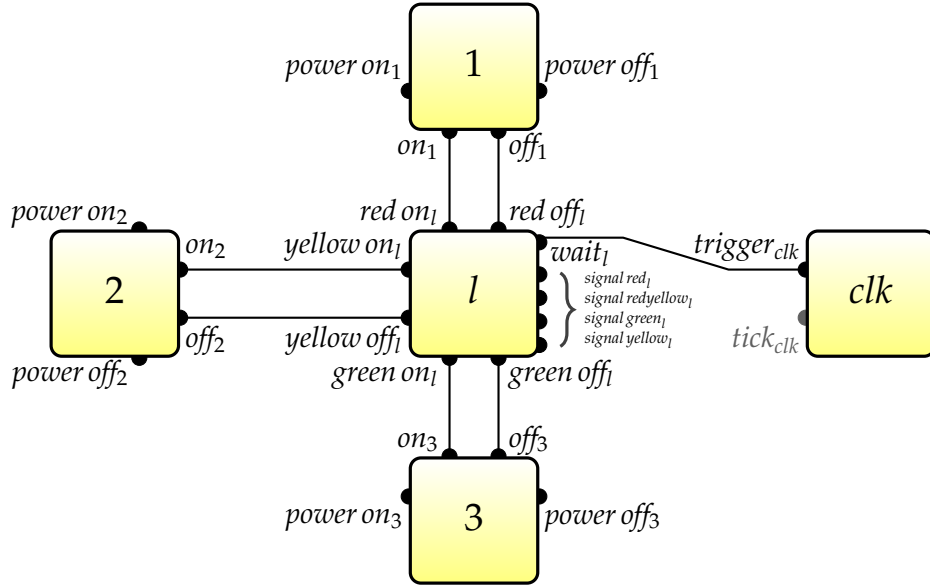 1
power on₁
power off₁
on₁
off₁
red onₗ
red offₗ
power on₂
on₂
yellow onₗ
waitₗ
trigger_clk
2
l
signal redₗ
signal redyellowₗ
signal greenₗ
signal yellowₗ
clk
off₂
yellow offₗ
tick_clk
power off₂
green onₗ
green offₗ
on₃
off₃
power on₃
3
power off₃